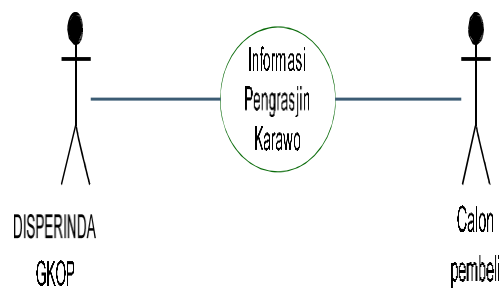 Informasi
Pengrasjin
Karawo
DISPERINDA
GKOP
Calon
pembeli